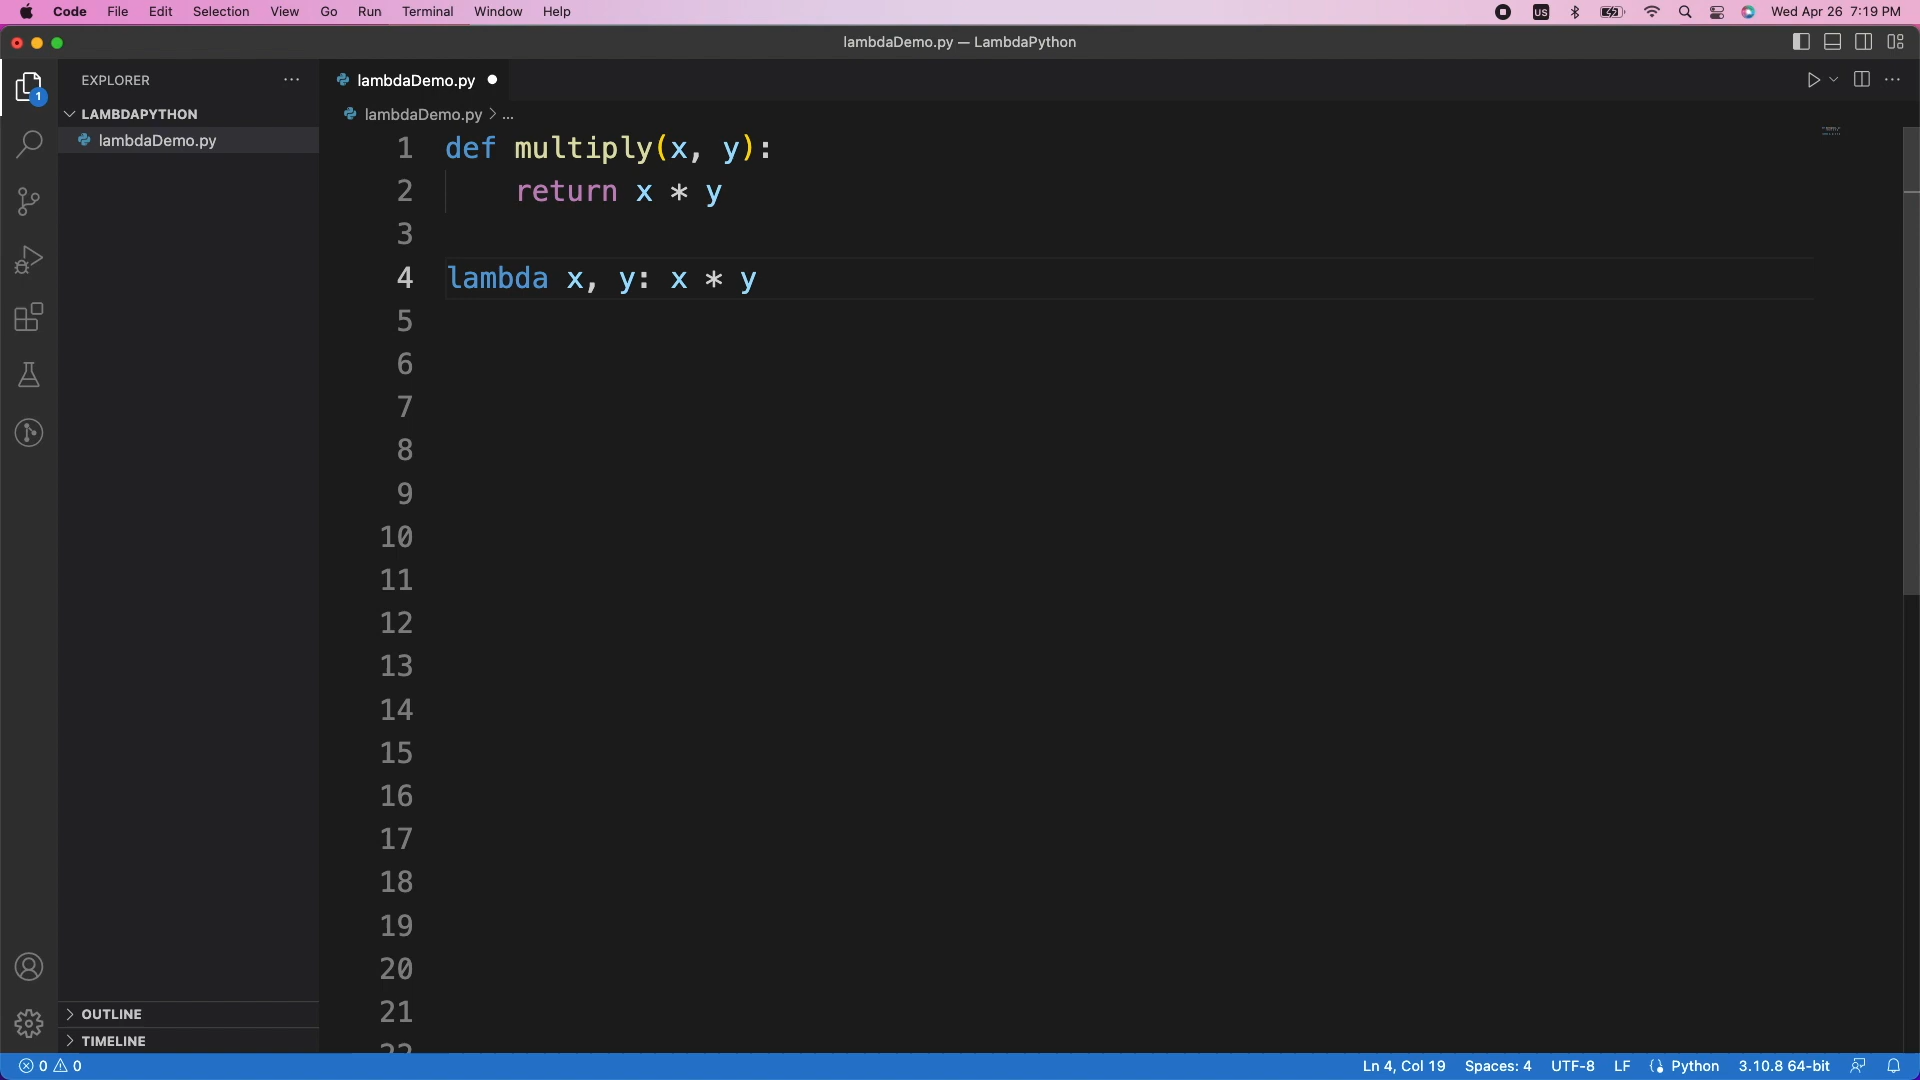 Code File Edit Selection View Go Run Terminal Window Help US Wed Apr 26 7:19 PM
lambdaDemo.py — LambdaPython
EXPLORER ...
lambdaDemo.py
LAMBDAPYTHON
lambdaDemo.py > ...
lambdaDemo.py
1
1 def multiply(x, y):
2 return x * y
3
4 lambda x, y: x * y
5
6
7
8
9
10
11
12
13
14
15
16
17
18
19
20
21
22
OUTLINE
TIMELINE
0 0 Ln 4, Col 19 Spaces: 4 UTF-8 LF Python 3.10.8 64-bit